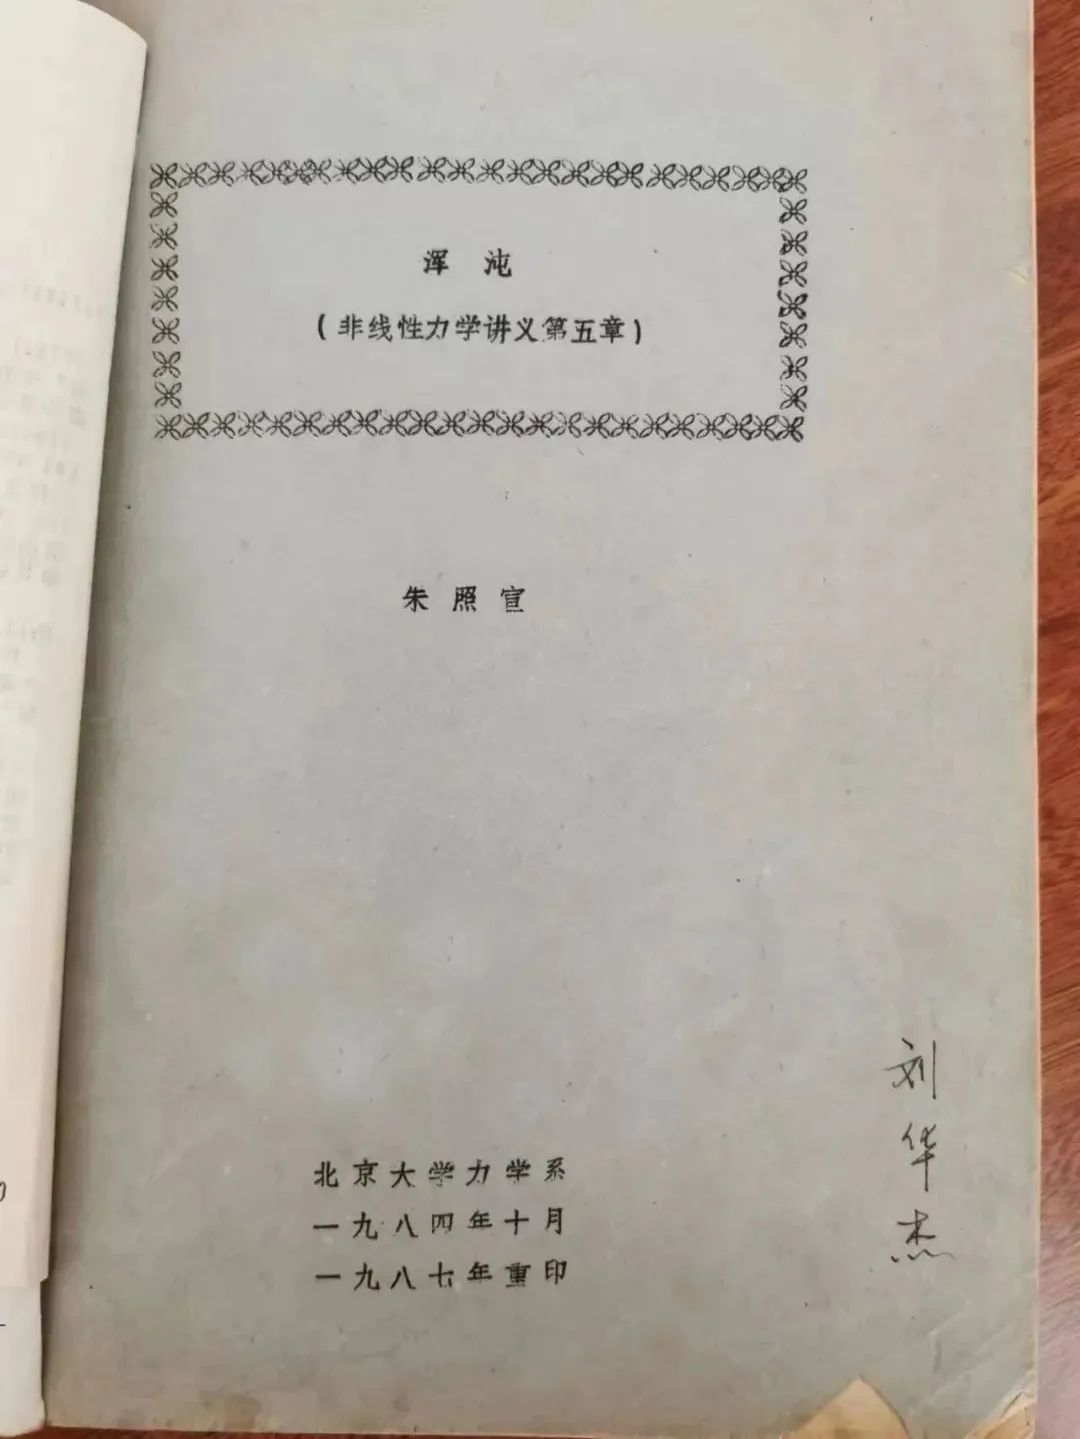 浑沌
(非线性力学讲义第五章)
朱照宣
北京大学力学系
一九八四年十月
一九八七年重印
刘华杰